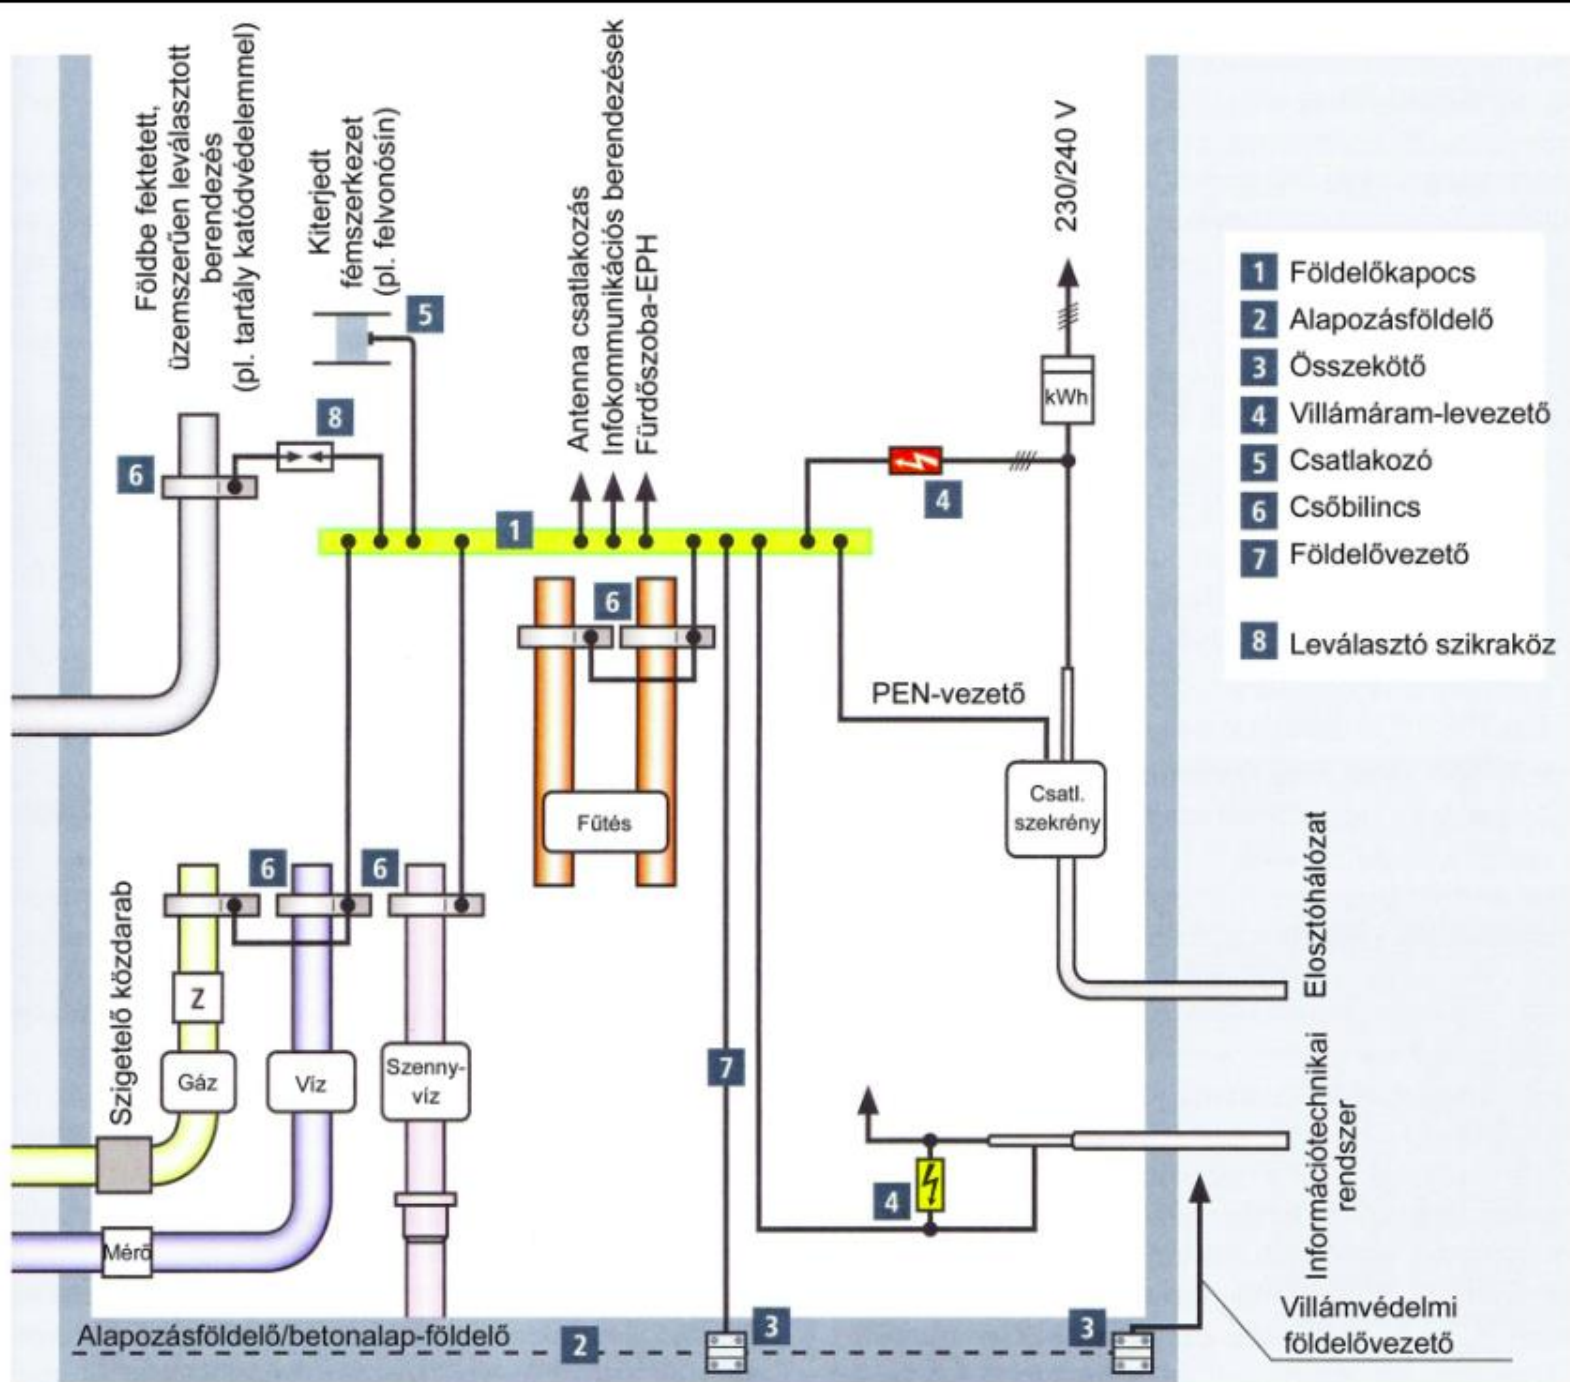 Földbe fektetett,
üzemszerűen leválasztott
berendezés
(pl. tartály katódvédelemmel)
Kiterjedt
fémszerkezet
(pl. felvonósín)
5
8
6
Antenna csatlakozás
Infokommunikációs berendezések
Fürdőszoba-EPH
230/240 V
kWh
4
1
6
PEN-vezető
Csatl.
szekrény
Fűtés
1 Földelőkapocs
2 Alapozásföldelő
3 Összekötő
4 Villámáram-levezető
5 Csatlakozó
6 Csőbilincs
7 Földelővezető
8 Leválasztó szikraköz
6
6
Szigetelő közdarab
Z
Gáz
Víz
Szenny-
víz
Mérő
7
4
Elosztóhálózat
Információtechnikai
rendszer
Villámvédelmi
földelővezető
Alapozásföldelő/betonalap-földelő
2
3
3